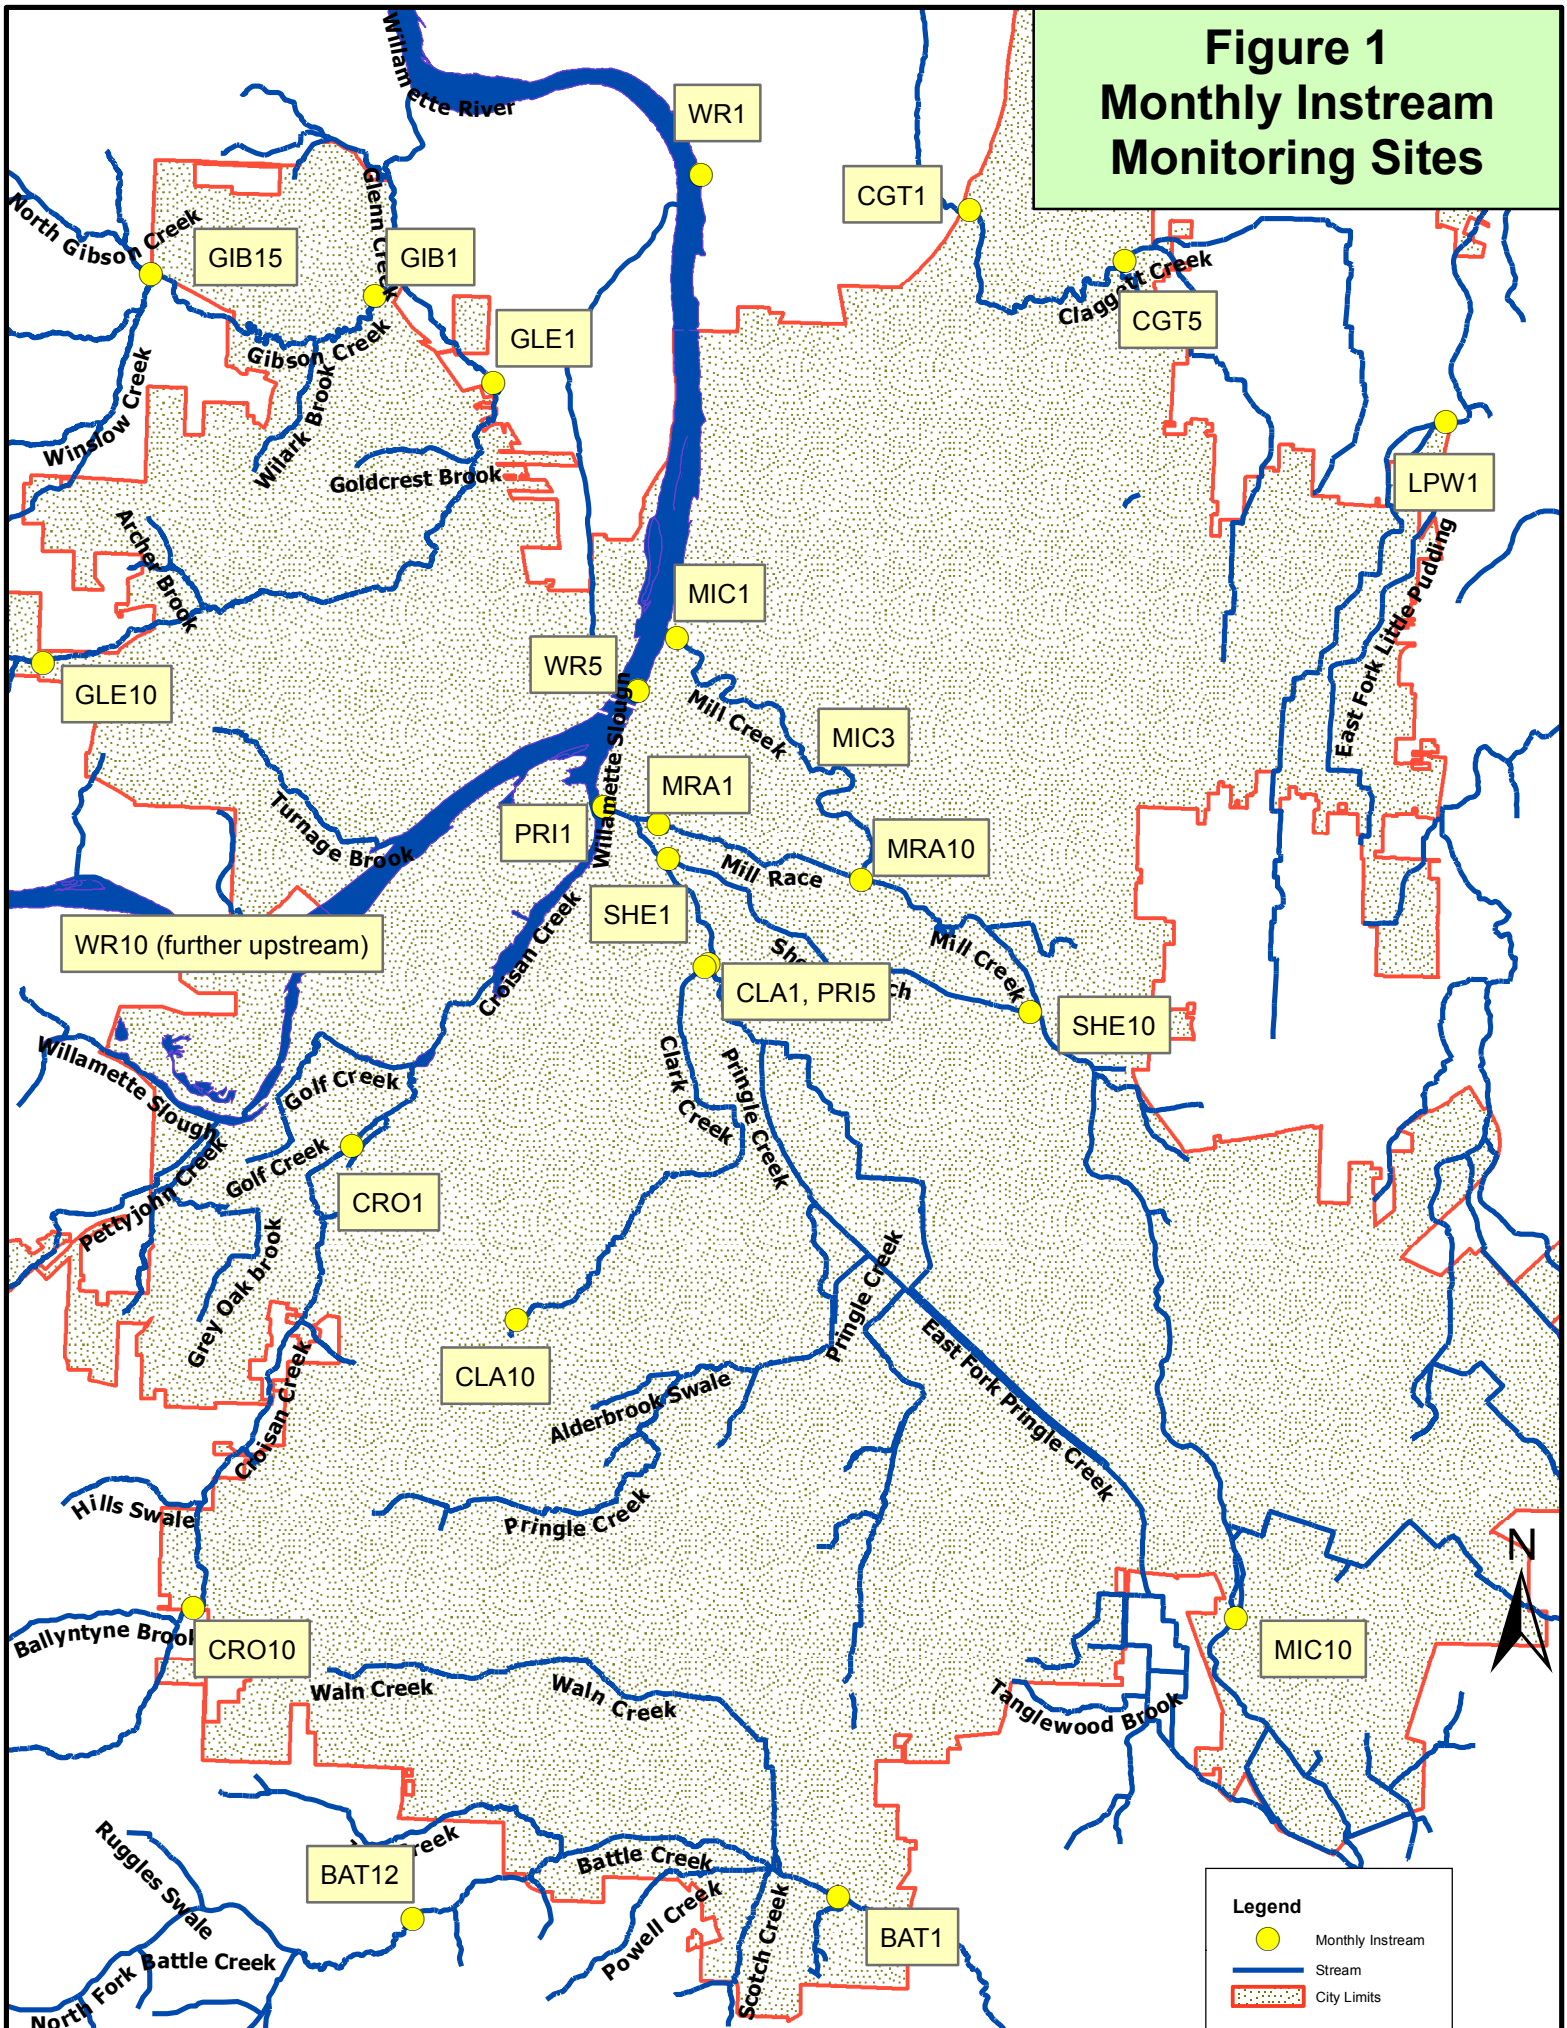 Figure 1
Monthly Instream
Monitoring Sites
Willamette River
WR1
CGT1
North Gibson Creek
Glenn Creek
GIB15
GIB1
Claggett Creek
CGT5
GLE1
Gibson Creek
Winslow Creek
Wilark Brook
Goldcrest Brook
LPW1
Archer Brook
East Fork Little Pudding
MIC1
WR5
GLE10
Mill Creek
MIC3
Willamette Slough
MRA1
Turnage Brook
PRI1
Mill Race
MRA10
SHE1
WR10 (further upstream)
Croisan Creek
Mill Creek
She
ch
CLA1, PRI5
SHE10
Willamette Slough
Golf Creek
Clark Creek
Pringle Creek
Golf Creek
Pettyjohn Creek
CRO1
Grey Oak brook
Pringle Creek
East Fork Pringle Creek
CLA10
Croisan Creek
Alderbrook Swale
Hills Swale
Pringle Creek
N
Ballyntyne Brook
CRO10
MIC10
Waln Creek
Waln Creek
Tanglewood Brook
Ruggles Swale
reek
BAT12
Battle Creek
Powell Creek
Scotch Creek
BAT1
Battle Creek
North Fork
Legend
Monthly Instream
Stream
City Limits